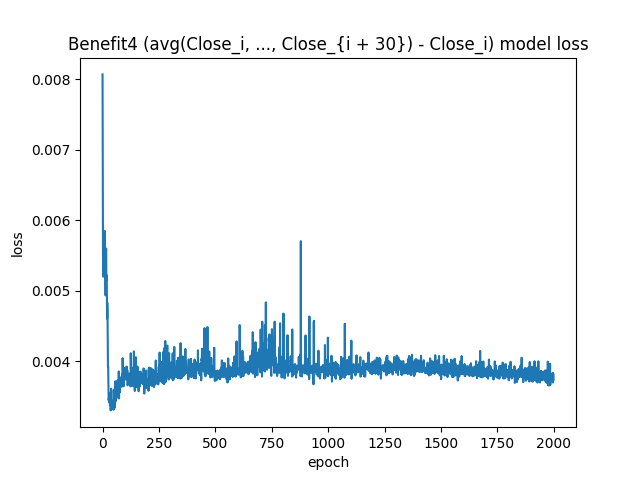 Benefit4 (avg(Close_i, ..., Close_{i + 30}) - Close_i) model loss
0.008
0.007
0.006
0.005
0.004
loss
0 250 500 750 1000 1250 1500 1750 2000
epoch